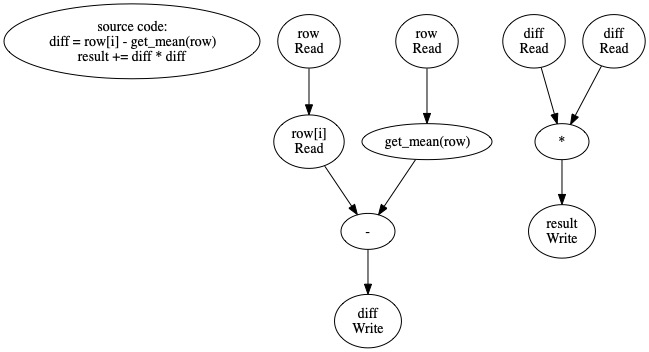 source code:
diff = row[i] - get_mean(row)
result += diff * diff
row
Read
row
Read
diff
Read
diff
Read
row[i]
Read
get_mean(row)
*
-
result
Write
diff
Write